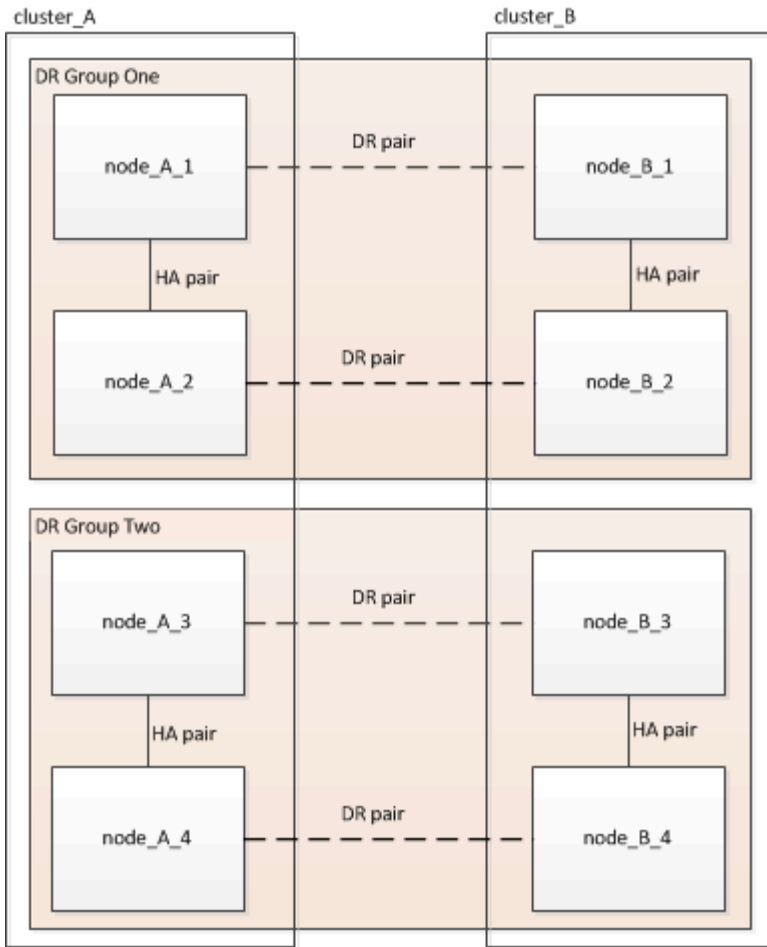 cluster_A
cluster_B
DR Group One
node_A_1
DR pair
node_B_1
HA pair
HA pair
node_A_2
DR pair
node_B_2
DR Group Two
node_A_3
DR pair
node_B_3
HA pair
HA pair
node_A_4
DR pair
node_B_4